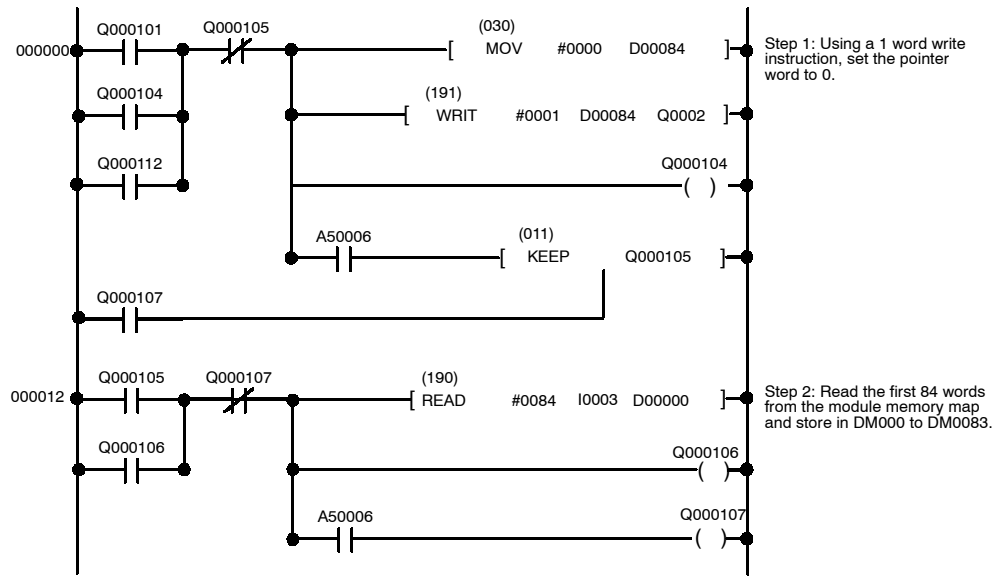 Q000101 Q000105 (030)
000000 [ MOV #0000 D00084 ]
Step 1: Using a 1 word write
instruction, set the pointer
word to 0.
Q000104 (191)
[ WRIT #0001 D00084 Q0002 ]
Q000112 Q000104
( )
A50006 (011)
[ KEEP Q000105 ]
Q000107
Q000105 Q000107 (190)
000012 [ READ #0084 I0003 D00000 ]
Step 2: Read the first 84 words
from the module memory map
and store in DM000 to DM0083.
Q000106 Q000106
( )
A50006 Q000107
( )